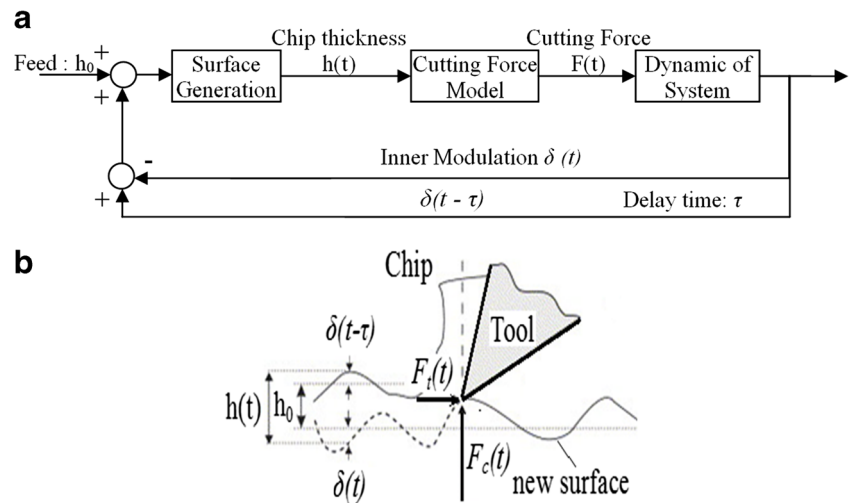 a
Chip thickness
Cutting Force
Feed : h₀
+
+
Surface
Generation
h(t)
Cutting Force
Model
F(t)
Dynamic of
System
-
+
Inner Modulation δ (t)
δ(t - τ)
Delay time: τ
b
Chip
Tool
δ(t-τ)
Fₜ(t)
h(t)
h₀
δ(t)
F꜀(t)
new surface